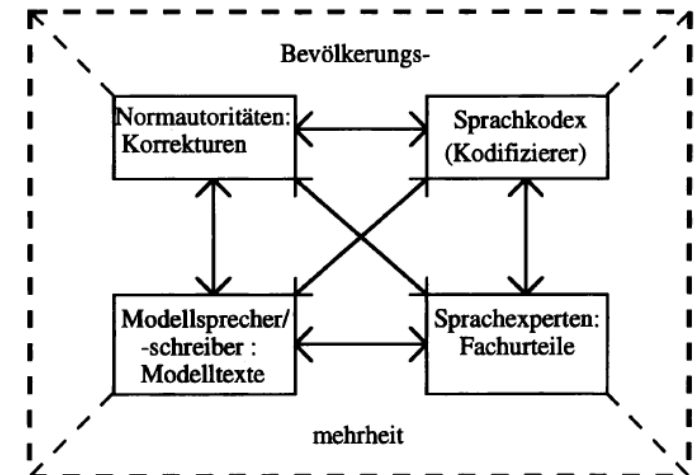 Bevölkerungs-
Normautoritäten:
Korrekturen
Sprachkodex
(Kodifizierer)
Modellsprecher/
-schreiber :
Modelltexte
Sprachexperten:
Fachurteile
mehrheit